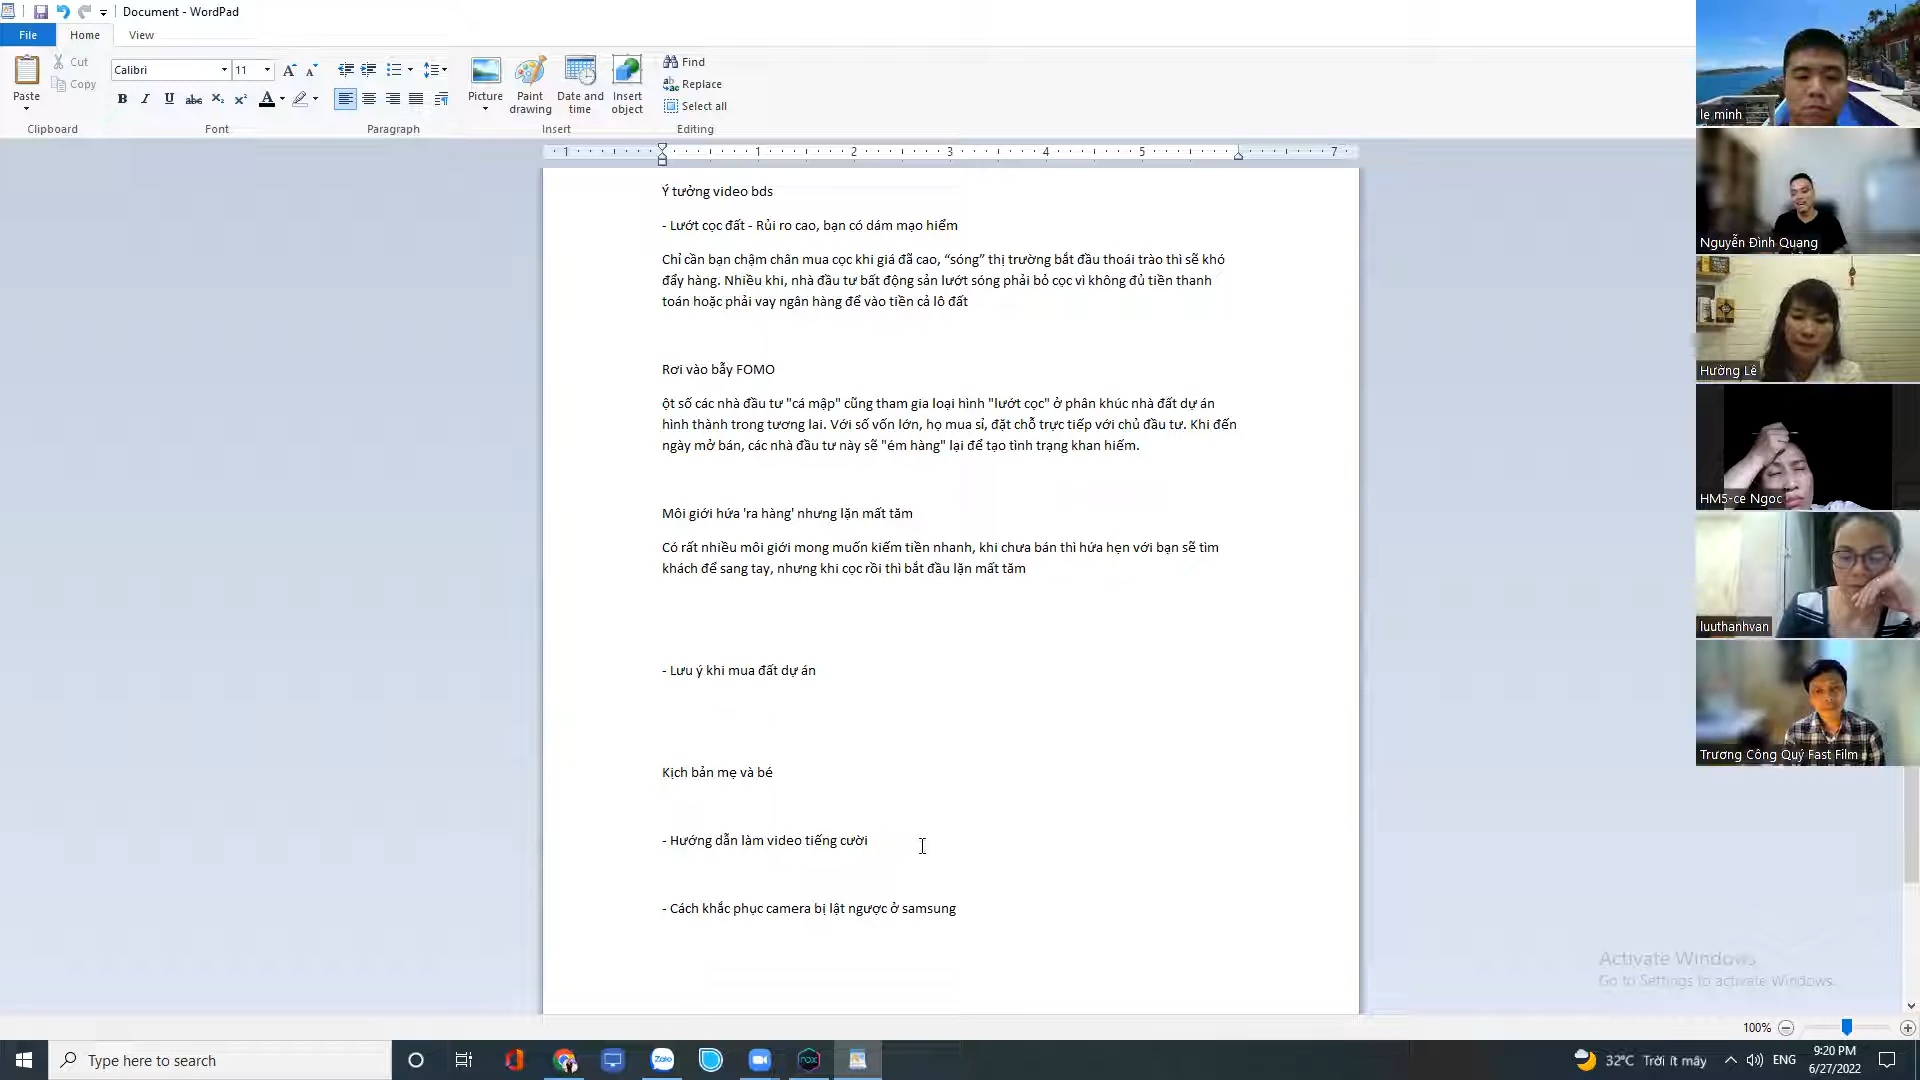 Document - WordPad
File
Home
View
Paste
Cut
Copy
Clipboard
Calibri
11
Font
Paragraph
Picture
Paint drawing
Date and time
Insert object
Insert
Find
Replace
Select all
Editing
1 1 2 3 4 5 7
Ý tưởng video bds
- Lướt cọc đất - Rủi ro cao, bạn có dám mạo hiểm
Chỉ cần bạn chậm chân mua cọc khi giá đã cao, “sóng” thị trường bắt đầu thoái trào thì sẽ khó
đẩy hàng. Nhiều khi, nhà đầu tư bất động sản lướt sóng phải bỏ cọc vì không đủ tiền thanh
toán hoặc phải vay ngân hàng để vào tiền cả lô đất
Rơi vào bẫy FOMO
ột số các nhà đầu tư "cá mập" cũng tham gia loại hình "lướt cọc" ở phân khúc nhà đất dự án
hình thành trong tương lai. Với số vốn lớn, họ mua sỉ, đặt chỗ trực tiếp với chủ đầu tư. Khi đến
ngày mở bán, các nhà đầu tư này sẽ "ém hàng" lại để tạo tình trạng khan hiếm.
Môi giới hứa 'ra hàng' nhưng lặn mất tăm
Có rất nhiều môi giới mong muốn kiếm tiền nhanh, khi chưa bán thì hứa hẹn với bạn sẽ tìm
khách để sang tay, nhưng khi cọc rồi thì bắt đầu lặn mất tăm
- Lưu ý khi mua đất dự án
Kịch bản mẹ và bé
- Hướng dẫn làm video tiếng cười
- Cách khắc phục camera bị lật ngược ở samsung
le minh
Nguyễn Đình Quang
Hường Lê
HM5-ce Ngoc
luuthanhvan
Trương Công Quý Fast Film
Activate Windows
Go to Settings to activate Windows.
100%
Type here to search
Zalo
nox
32°C Trời ít mây
ENG
9:20 PM
6/27/2022